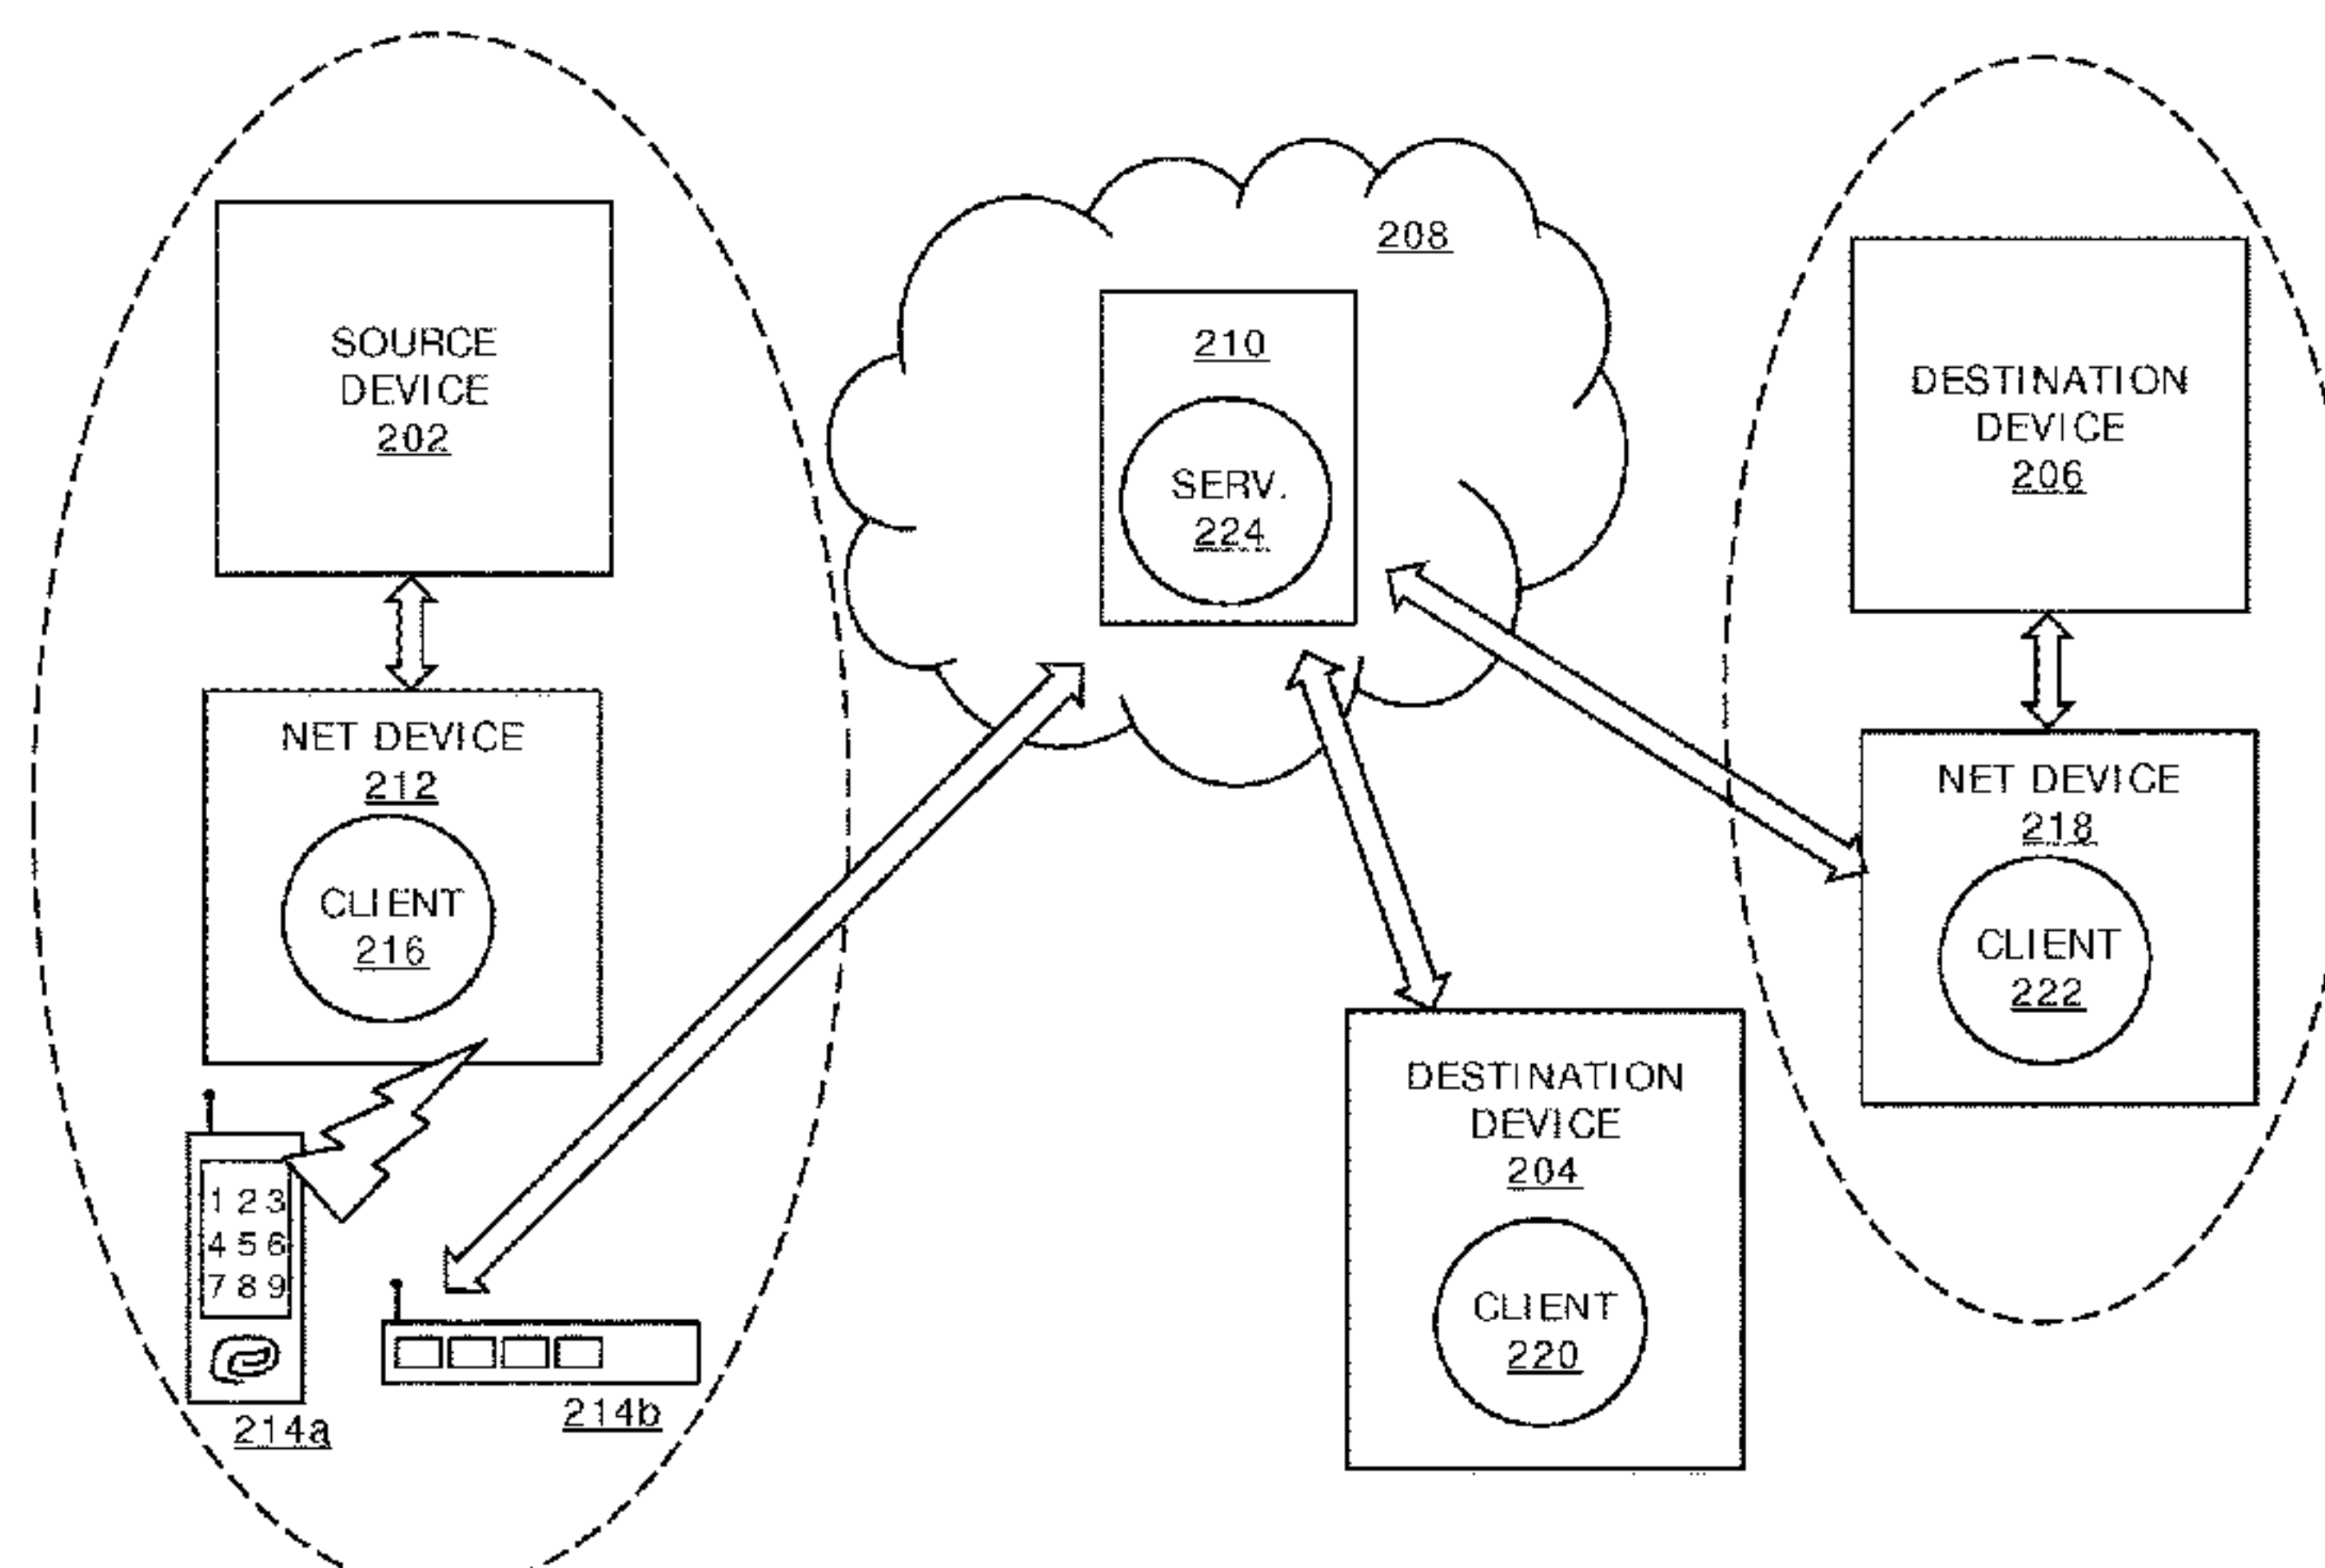 SOURCE
DEVICE
202
NET DEVICE
212
CLIENT
216
1 2 3
4 5 6
7 8 9
214a
214b
208
210
SERV.
224
DESTINATION
DEVICE
204
CLIENT
220
DESTINATION
DEVICE
206
NET DEVICE
218
CLIENT
222